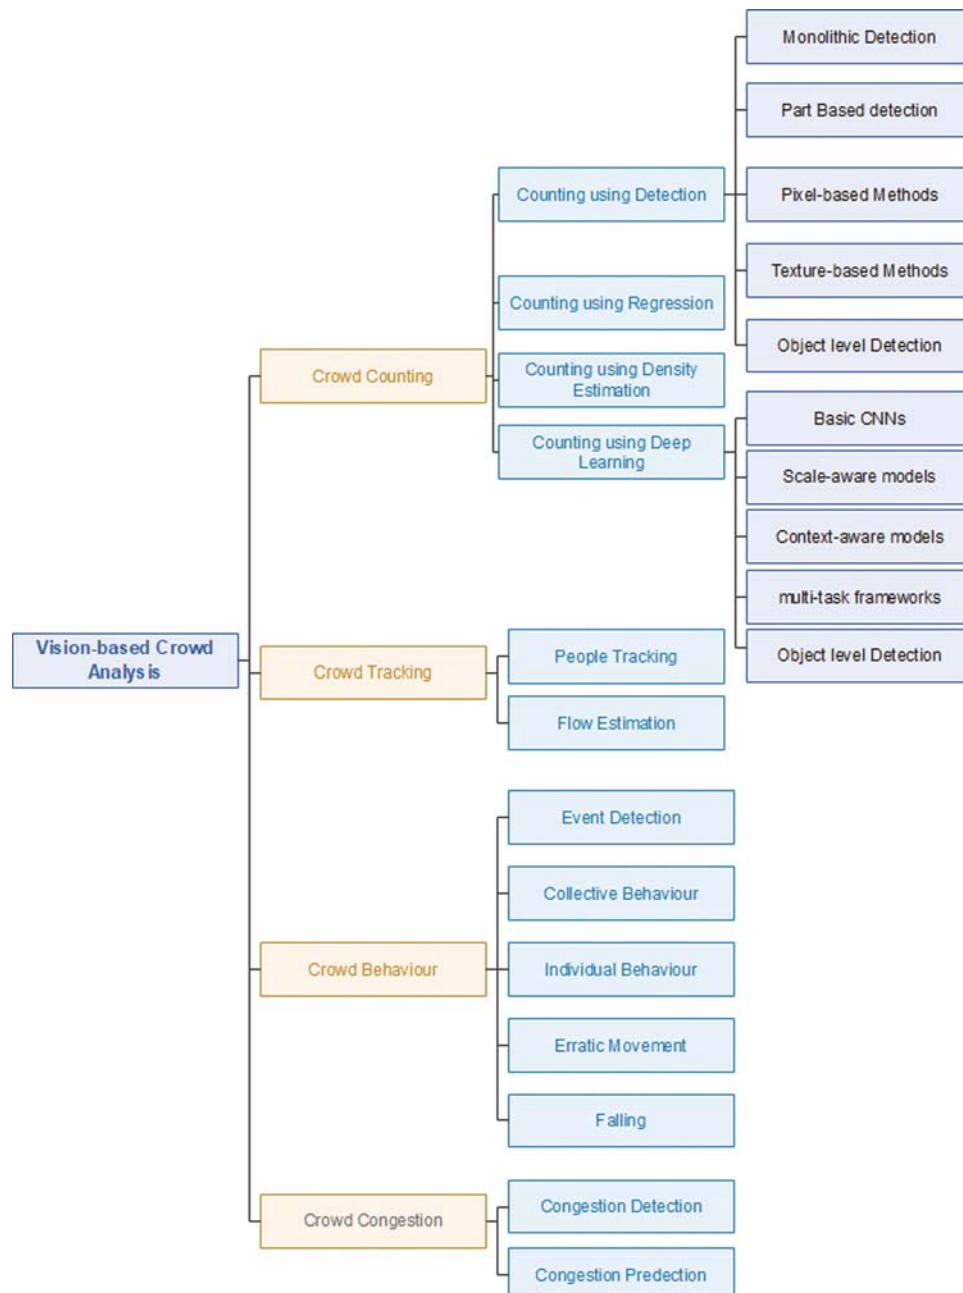 Monolithic Detection
Part Based detection
Counting using Detection
Pixel-based Methods
Texture-based Methods
Counting using Regression
Object level Detection
Crowd Counting
Counting using Density
Estimation
Basic CNNs
Counting using Deep
Learning
Scale-aware models
Context-aware models
multi-task frameworks
Vision-based Crowd
Analysis
Crowd Tracking
People Tracking
Object level Detection
Flow Estimation
Event Detection
Collective Behaviour
Crowd Behaviour
Individual Behaviour
Erratic Movement
Falling
Crowd Congestion
Congestion Detection
Congestion Predection